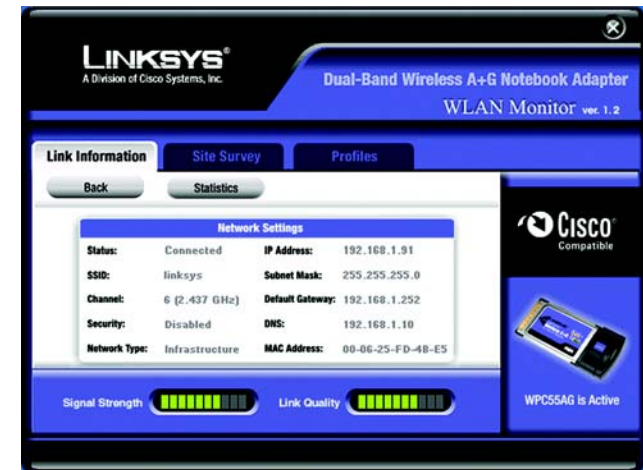 LINKSYS®
A Division of Cisco Systems, Inc.
Dual-Band Wireless A+G Notebook Adapter
WLAN Monitor ver. 1.2
Link Information Site Survey Profiles
Back Statistics
Network Settings
Status: Connected IP Address: 192.168.1.91
SSID: linksys Subnet Mask: 255.255.255.0
Channel: 6 (2.437 GHz) Default Gateway: 192.168.1.252
Security: Disabled DNS: 192.168.1.10
Network Type: Infrastructure MAC Address: 00-06-25-FD-4B-E5
CISCO
Compatible
Signal Strength Link Quality
WPC55AG is Active